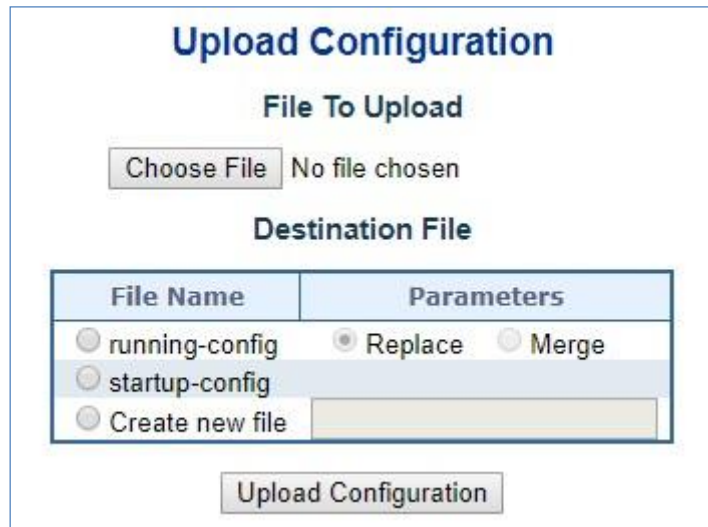 Upload Configuration
File To Upload
Choose File No file chosen
Destination File
File Name Parameters
running-config Replace Merge
startup-config
Create new file
Upload Configuration